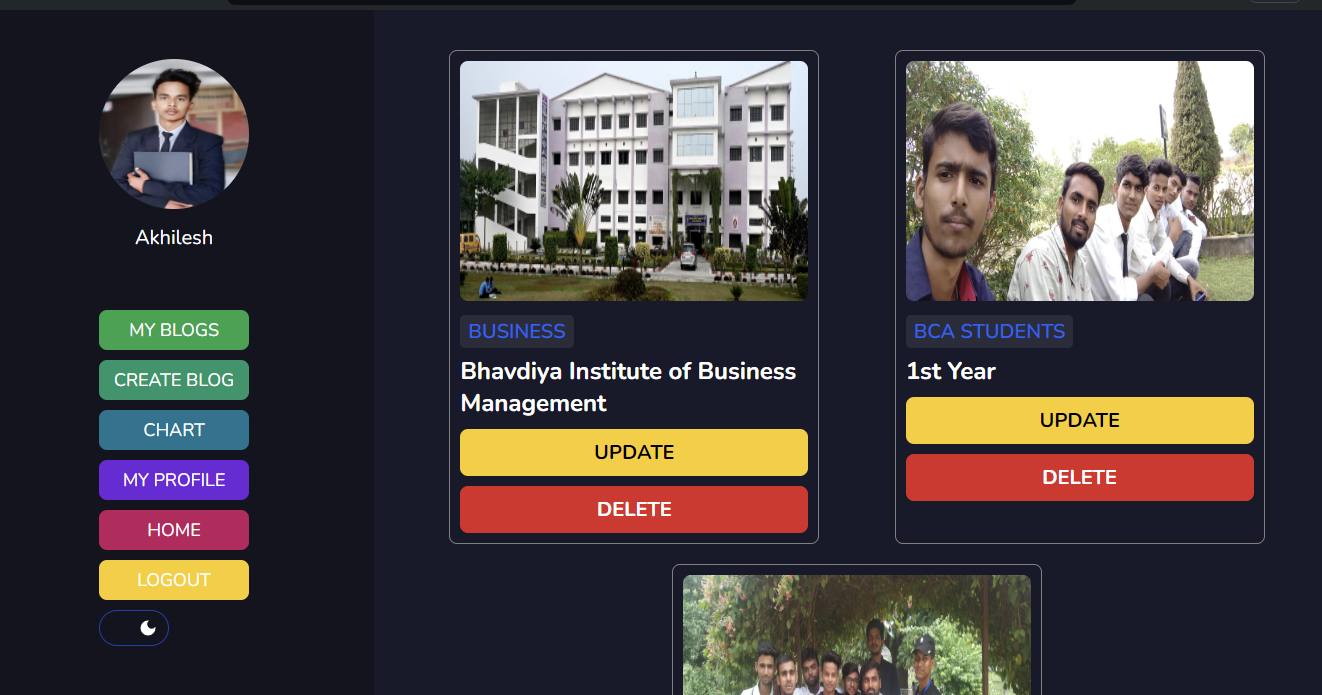 Akhilesh
MY BLOGS
CREATE BLOG
CHART
MY PROFILE
HOME
LOGOUT
BUSINESS
Bhavdiya Institute of Business
Management
UPDATE
DELETE
BCA STUDENTS
1st Year
UPDATE
DELETE